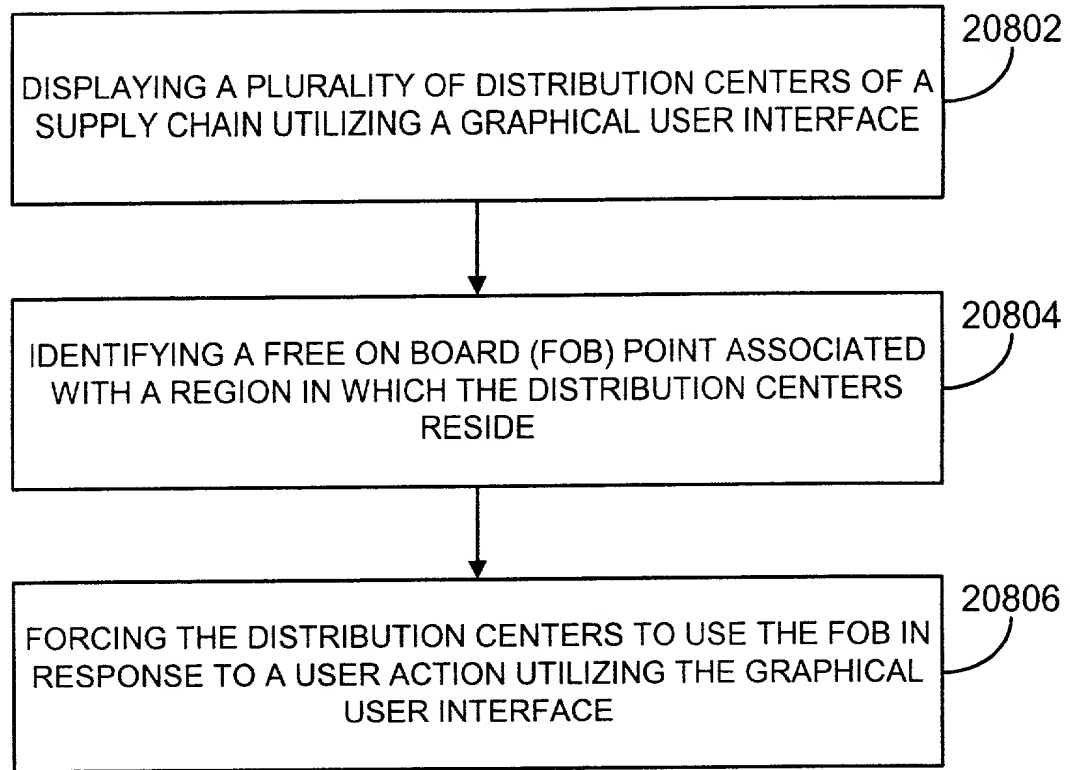 20802
DISPLAYING A PLURALITY OF DISTRIBUTION CENTERS OF A
SUPPLY CHAIN UTILIZING A GRAPHICAL USER INTERFACE
20804
IDENTIFYING A FREE ON BOARD (FOB) POINT ASSOCIATED
WITH A REGION IN WHICH THE DISTRIBUTION CENTERS
RESIDE
20806
FORCING THE DISTRIBUTION CENTERS TO USE THE FOB IN
RESPONSE TO A USER ACTION UTILIZING THE GRAPHICAL
USER INTERFACE